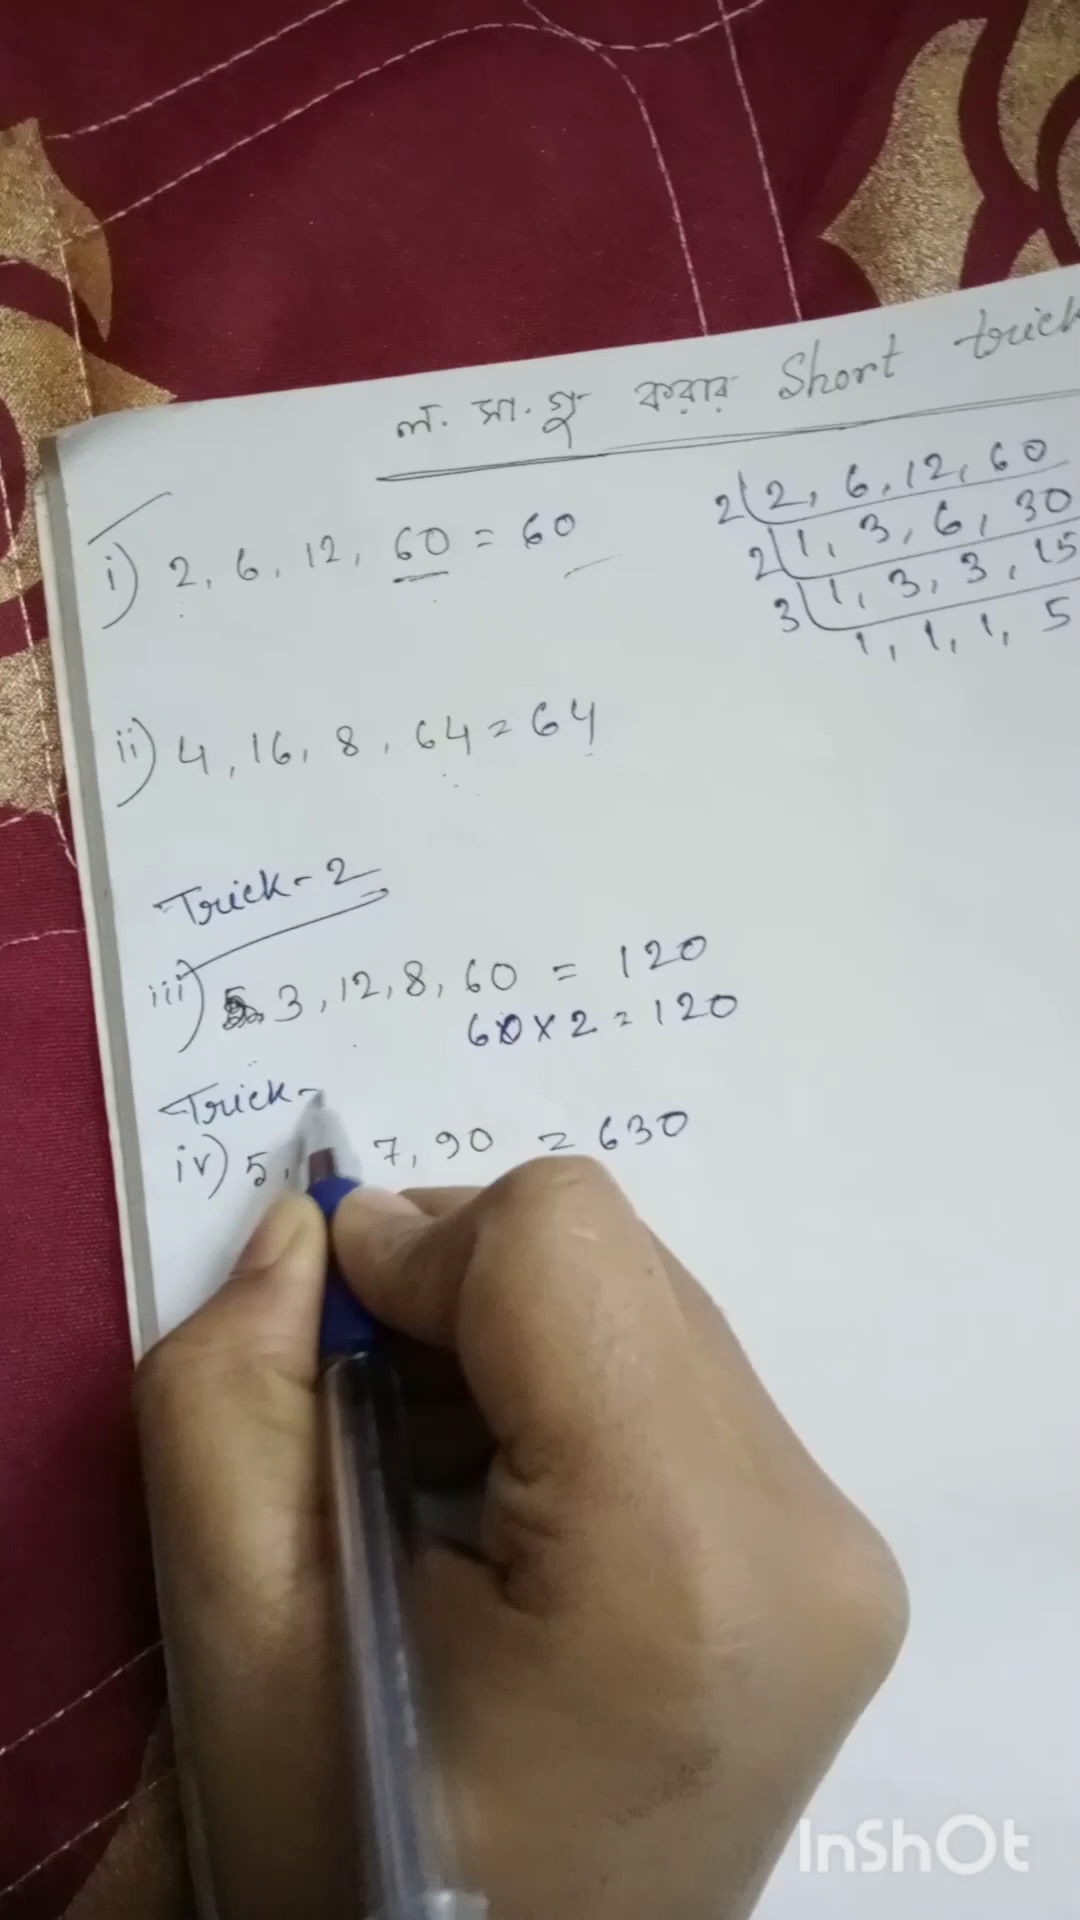 ল. সা. গু করার Short trick
i) 2, 6, 12, 60 = 60
2 2, 6, 12, 60
2 1, 3, 6, 30
3 1, 3, 3, 15
1, 1, 1, 5
ii) 4, 16, 8, 64 = 64
Trick- 2
iii) 3, 12, 8, 60 = 120
60 x 2 = 120
Trick-
iv) 5, 7, 90 = 630
InShOt